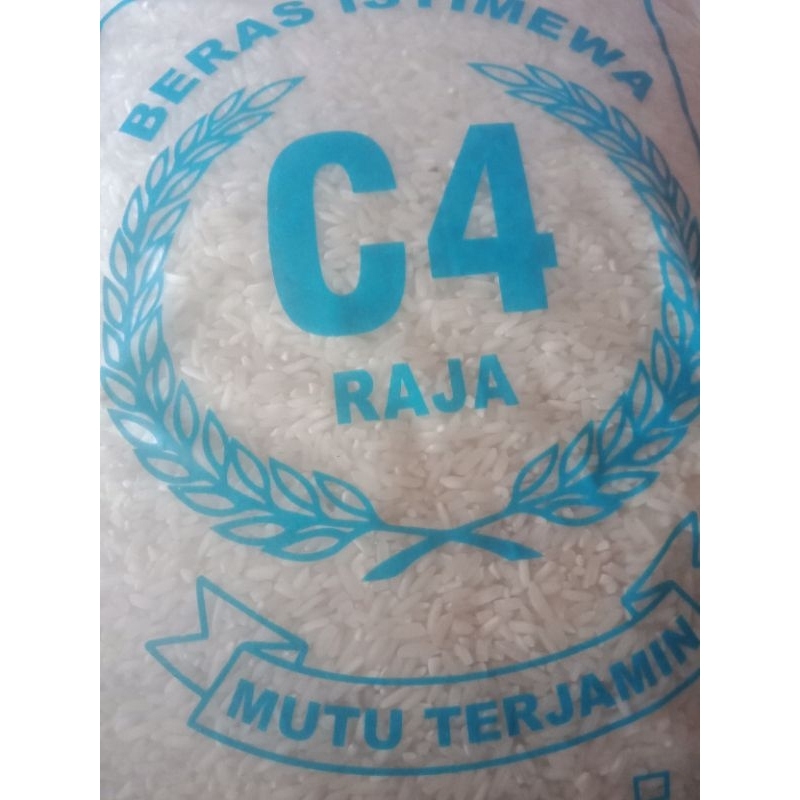 BERAS ISTIMEWA
C4
RAJA
MUTU TERJAMIN